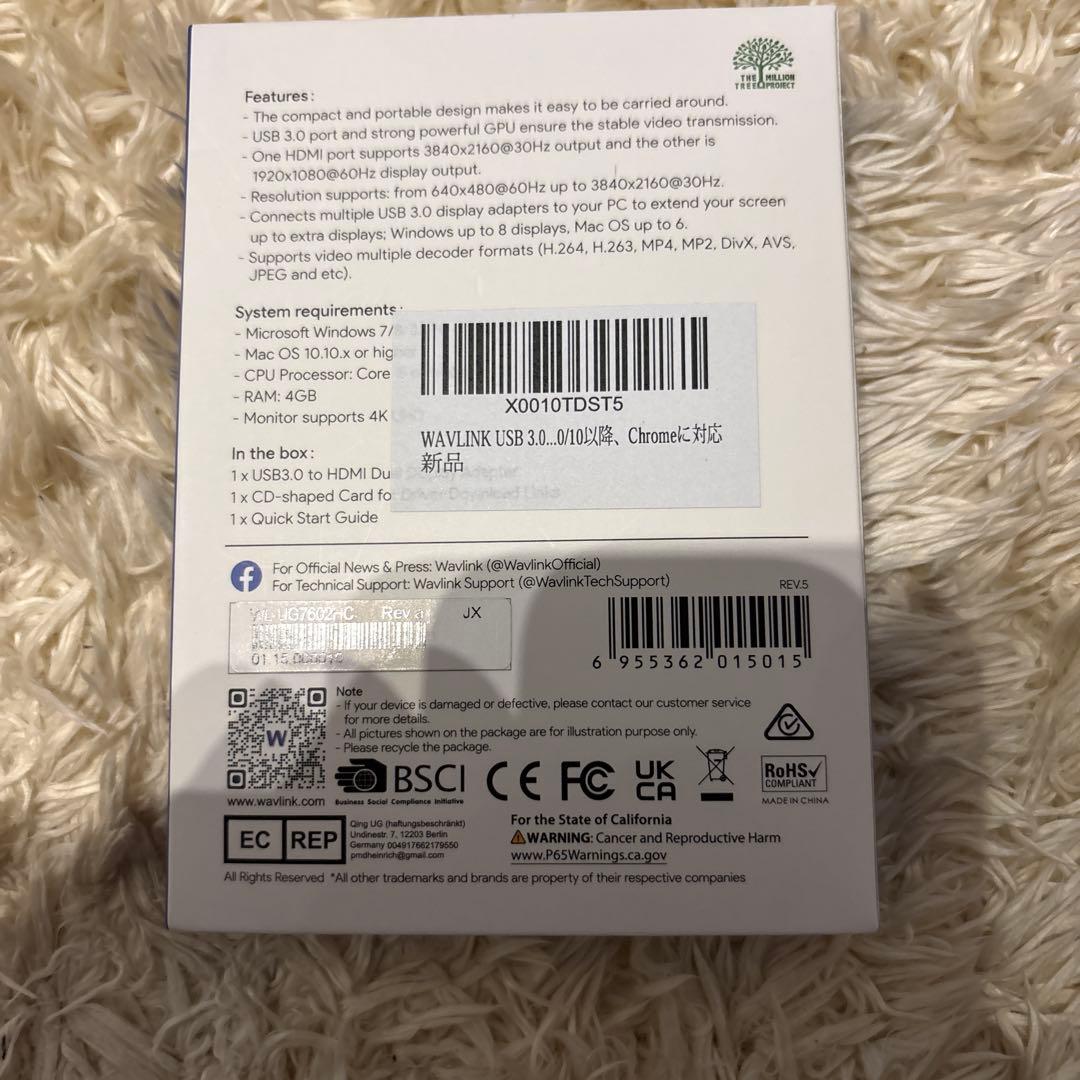 THE MILLION
TREE PROJECT
Features:
- The compact and portable design makes it easy to be carried around.
- USB 3.0 port and strong powerful GPU ensure the stable video transmission.
- One HDMI port supports 3840x2160@30Hz output and the other is
1920x1080@60Hz display output.
- Resolution supports: from 640x480@60Hz up to 3840x2160@30Hz.
- Connects multiple USB 3.0 display adapters to your PC to extend your screen
up to extra displays; Windows up to 8 displays, Mac OS up to 6.
- Supports video multiple decoder formats (H.264, H.263, MP4, MP2, DivX, AVS,
JPEG and etc).
System requirements:
- Microsoft Windows 7/
- Mac OS 10.10.x or hig
- CPU Processor: Core
- RAM: 4GB
- Monitor supports 4K
X0010TDST5
WAVLINK USB 3.0...0/10以降、Chromeに対応
新品
In the box:
1 x USB3.0 to HDMI Dual Display Adapter
1 x CD-shaped Card for Driver Download Links
1 x Quick Start Guide
For Official News & Press: Wavlink (@WavlinkOfficial)
For Technical Support: Wavlink Support (@WavlinkTechSupport)
REV.5
WL-UG7602HC Rev a JX
6 955362 015015
W
www.wavlink.com
Note
- If your device is damaged or defective, please contact our customer service
for more details.
- All pictures shown on the package are for illustration purpose only.
- Please recycle the package.
BSCI
Business Social Compliance Initiative
CE FC UK
CA
RoHS
COMPLIANT
MADE IN CHINA
EC REP
Qing UG (haftungsbeschränkt)
Undinestr. 7, 12203 Berlin
Germany 004917662179550
pmdheinrich@gmail.com
For the State of California
WARNING: Cancer and Reproductive Harm
www.P65Warnings.ca.gov
All Rights Reserved *All other trademarks and brands are property of their respective companies